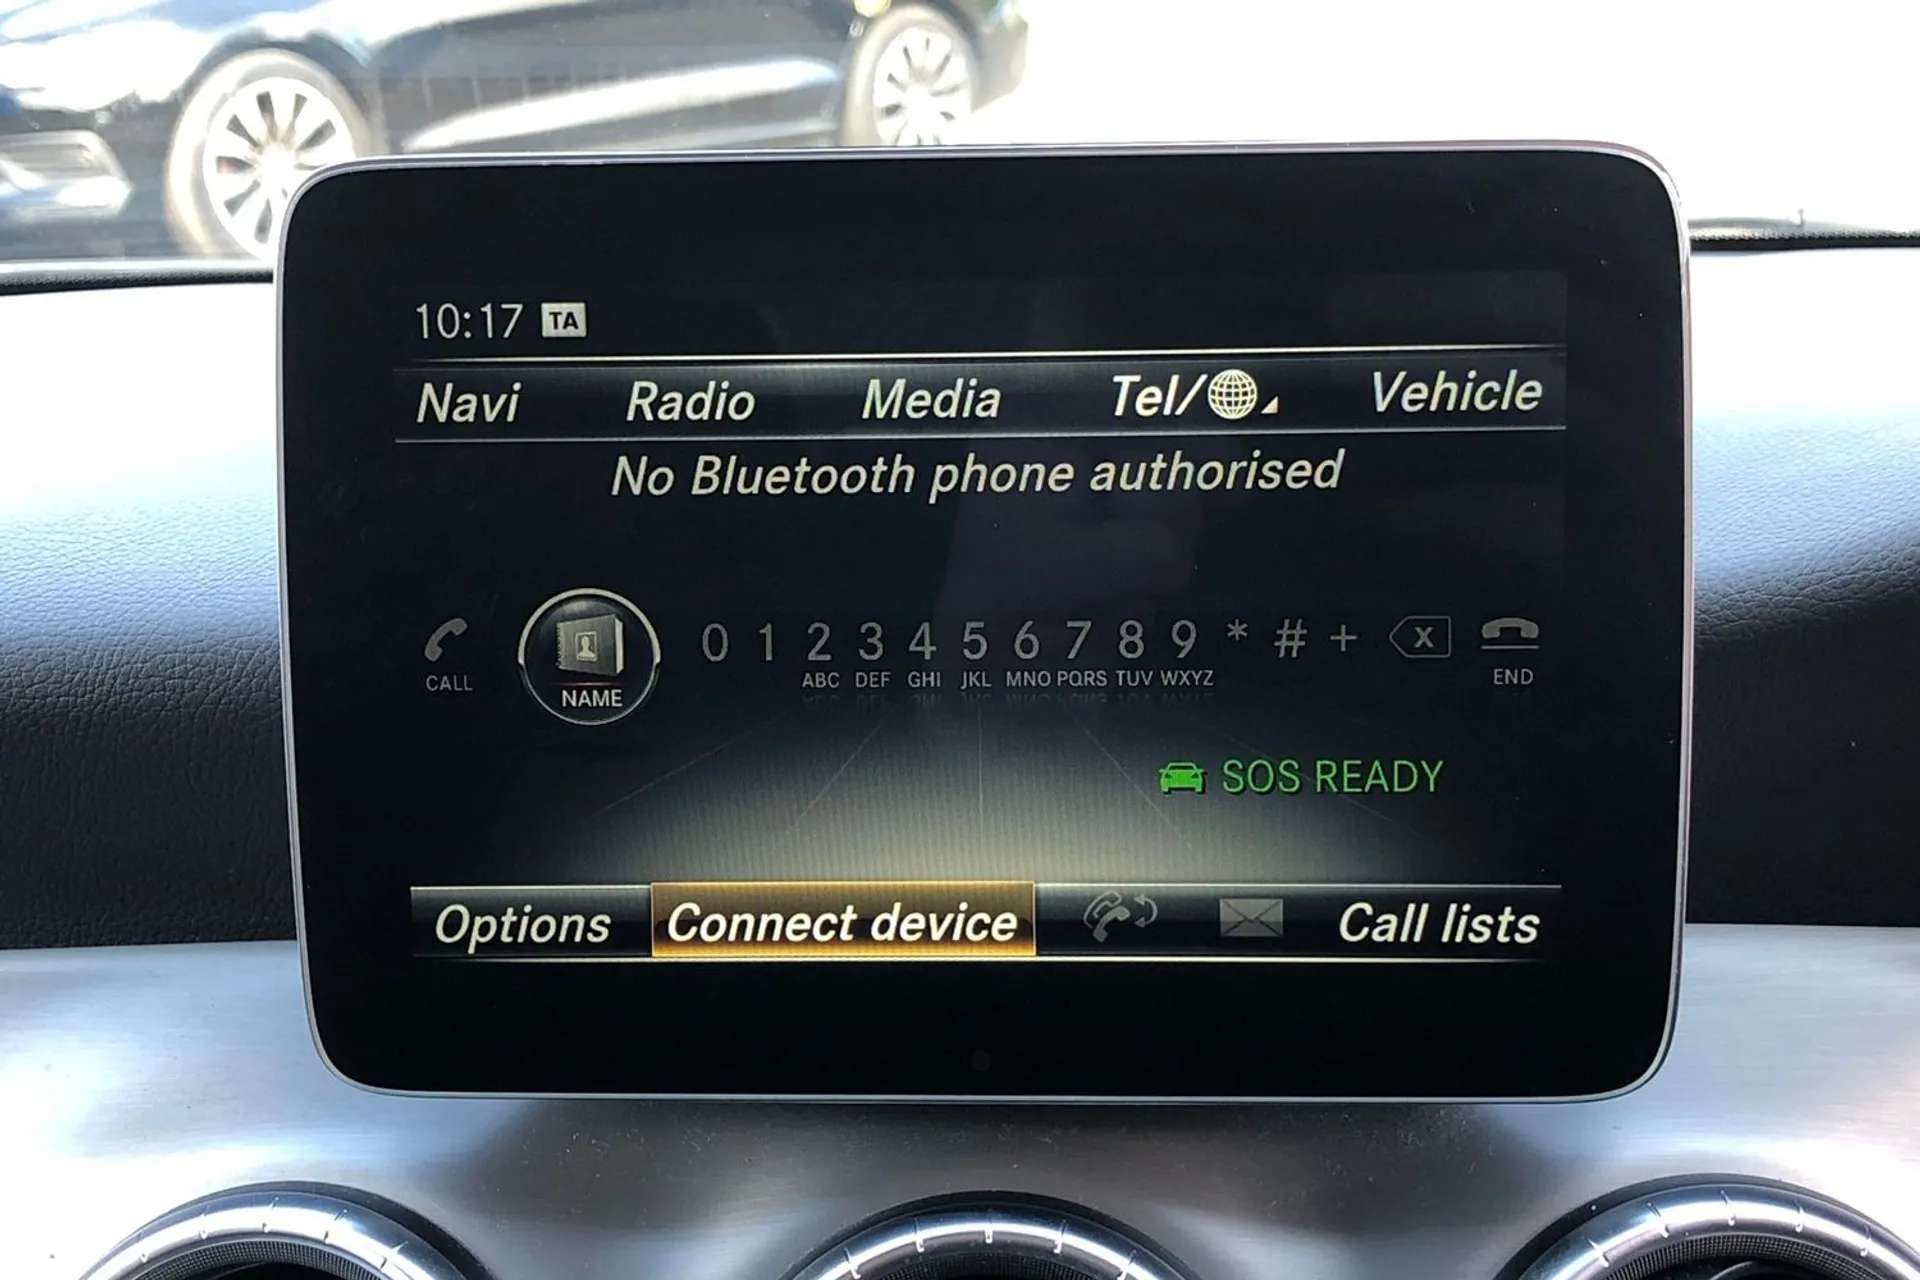 10:17 TA
Navi Radio Media Tel/ Vehicle
No Bluetooth phone authorised
0 1 2 3 4 5 6 7 8 9 * # + X
ABC DEF GHI JKL MNO PQRS TUV WXYZ
CALL NAME END
SOS READY
Options Connect device Call lists